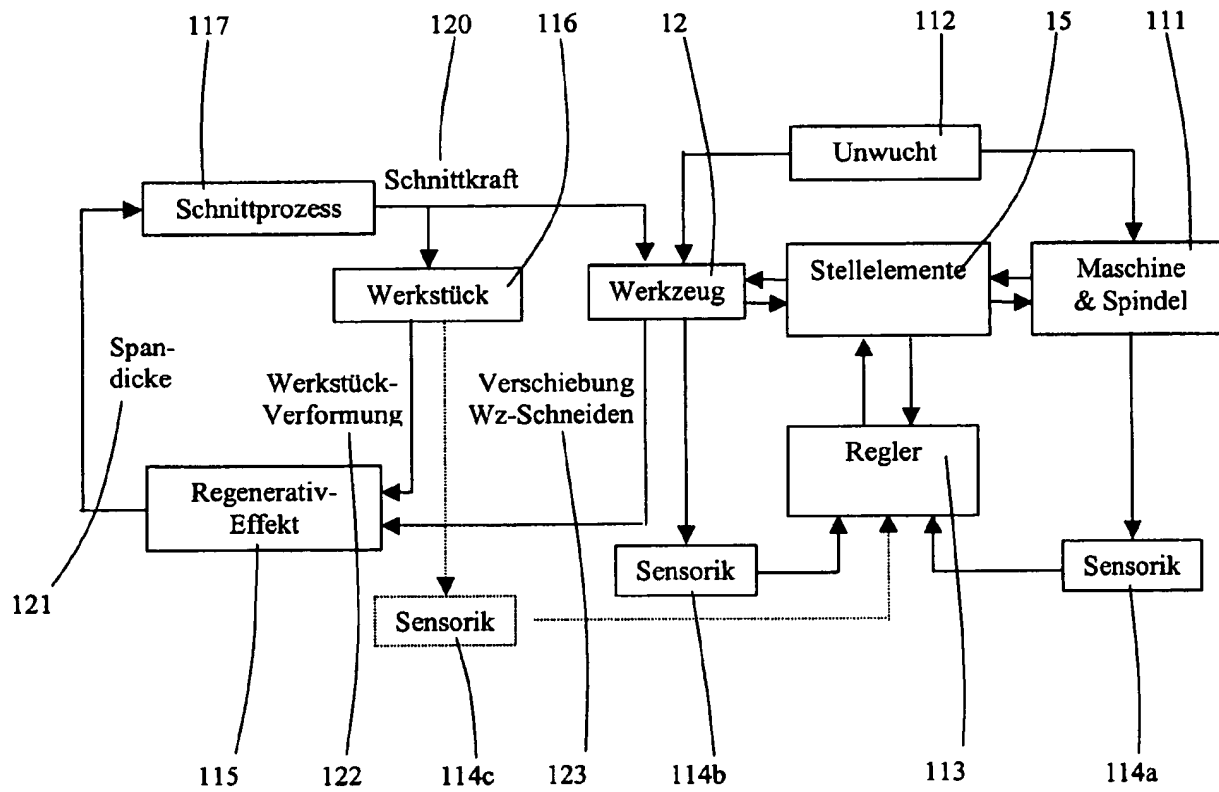 117
120
116
12
112
15
111
Unwucht
Schnittkraft
Schnittprozess
Werkstück
Werkzeug
Stellelemente
Maschine
& Spindel
Span-
dicke
Werkstück-
Verformung
Verschiebung
Wz-Schneiden
Regler
Regenerativ-
Effekt
Sensorik
Sensorik
Sensorik
121
115
122
114c
123
114b
113
114a